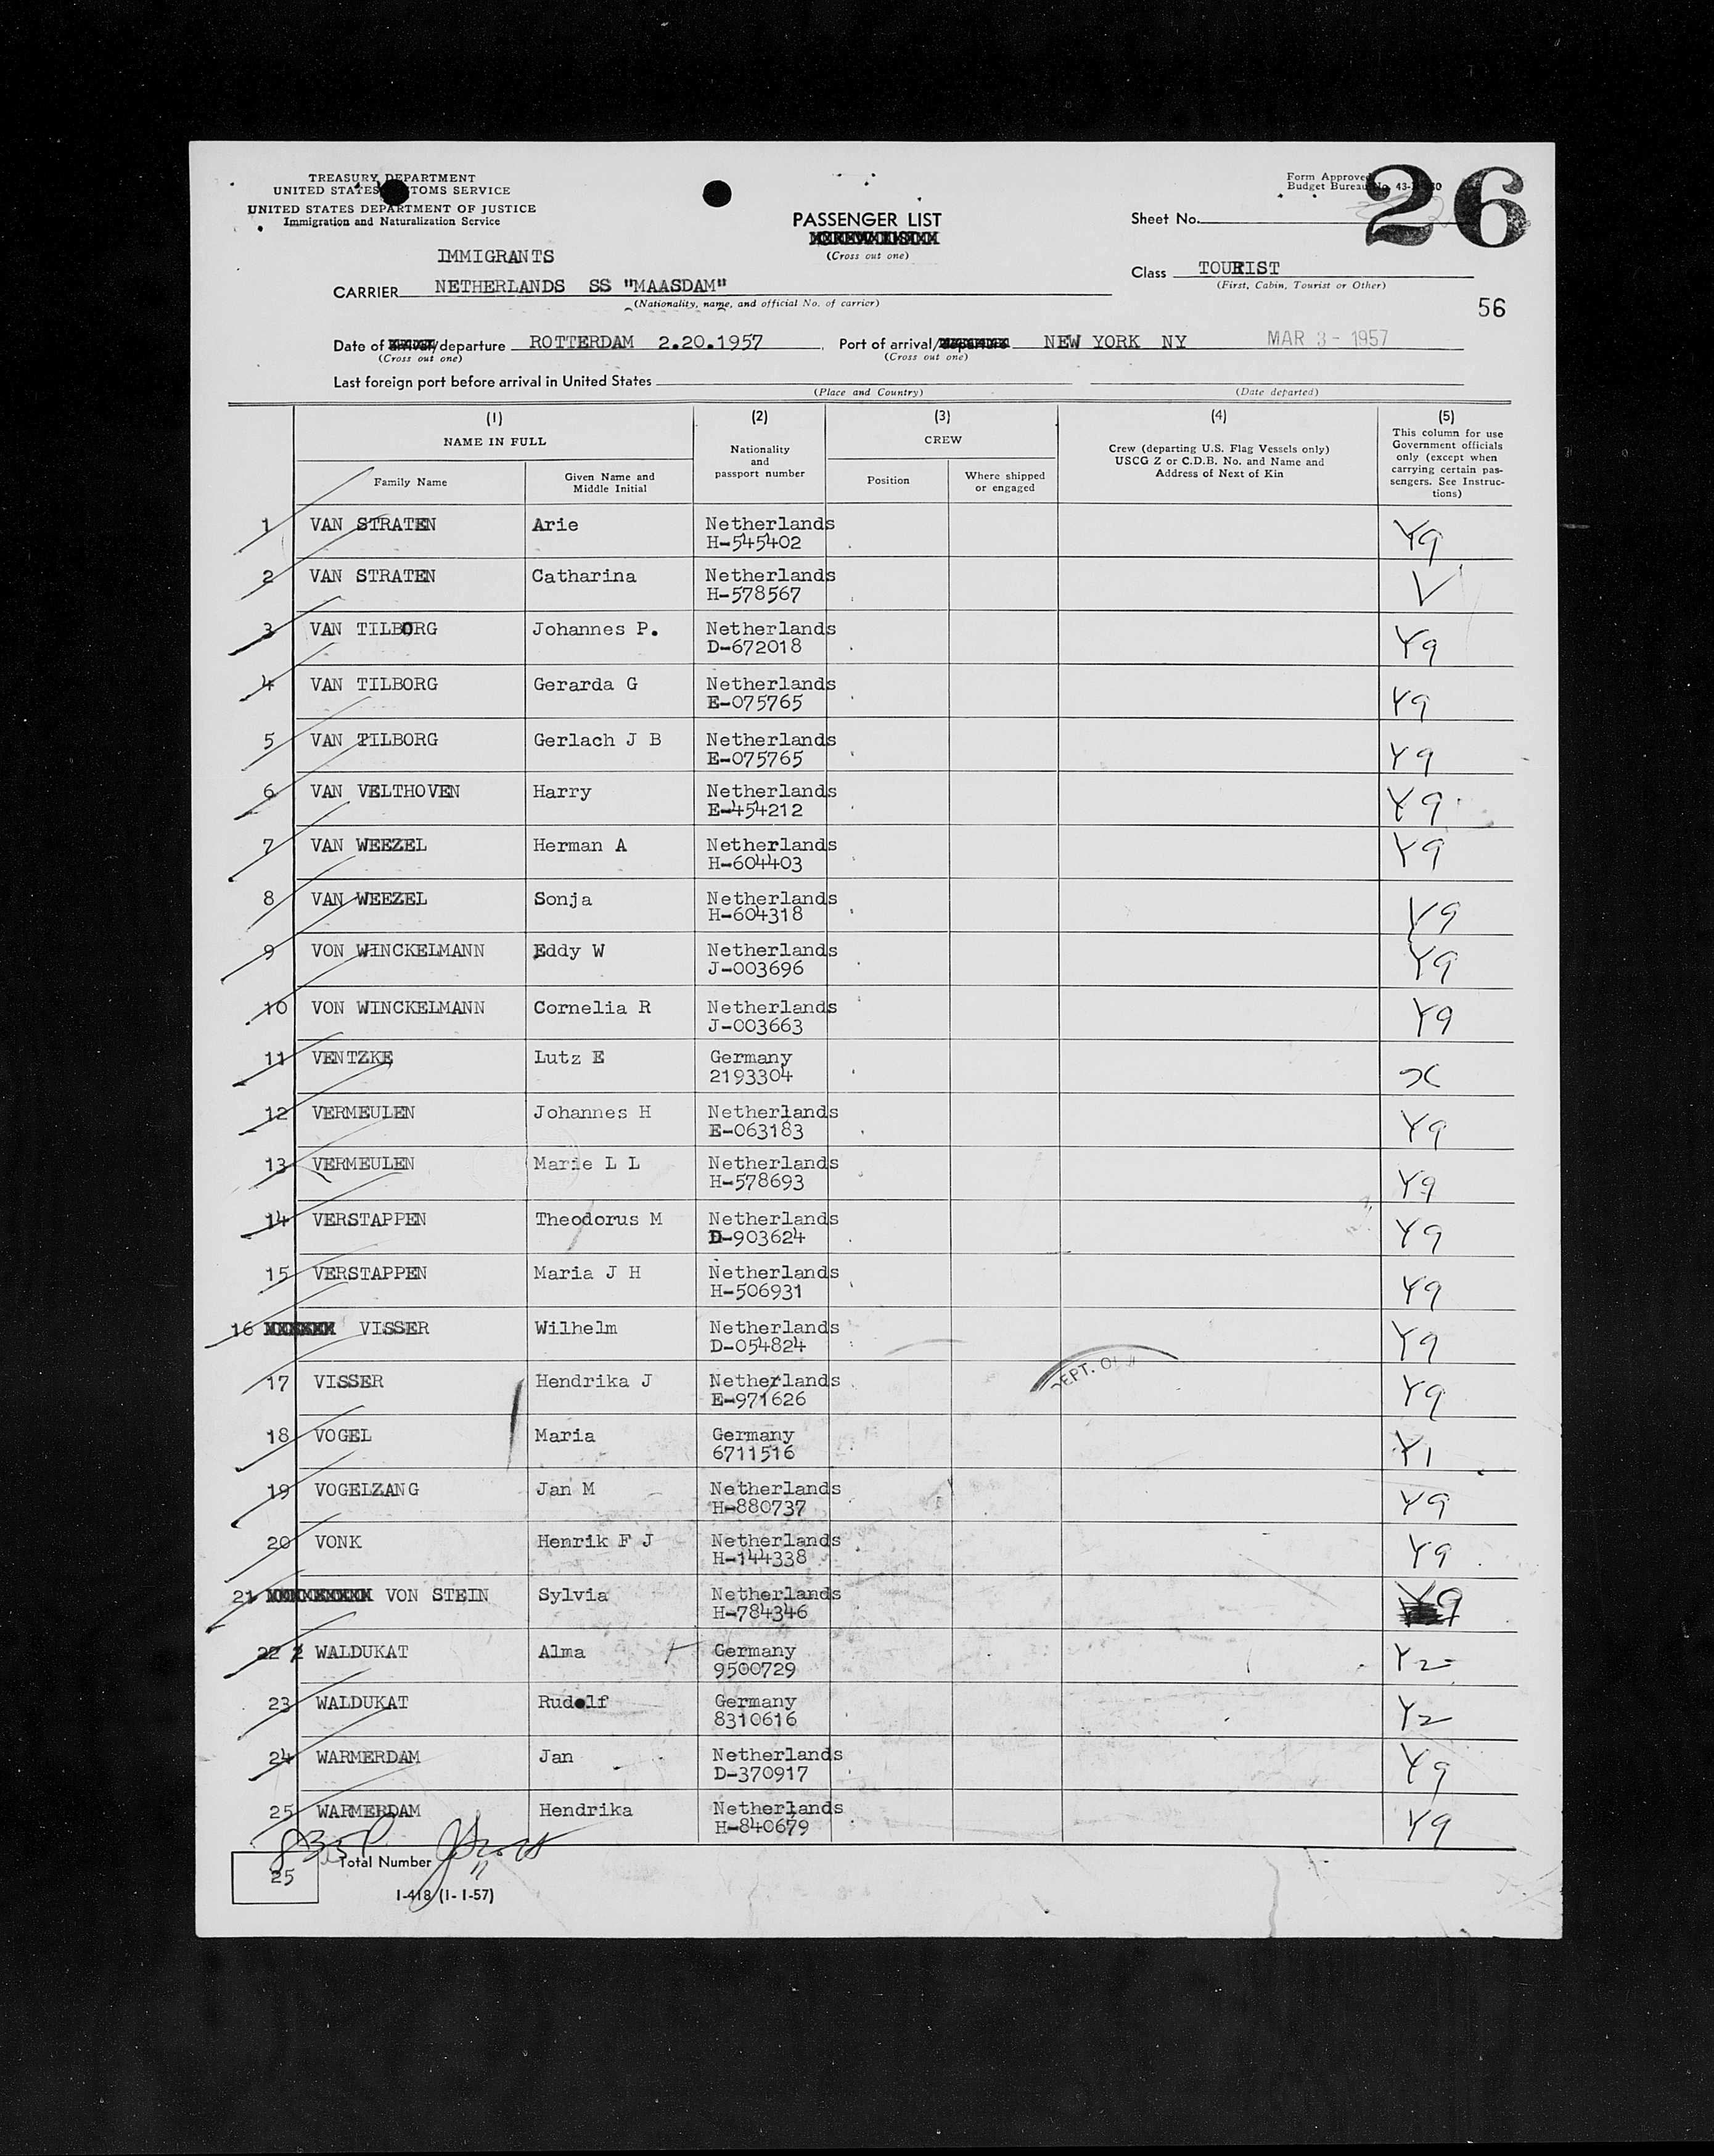 TREASURY DEPARTMENT
UNITED STATES CUSTOMS SERVICE
UNITED STATES DEPARTMENT OF JUSTICE
Immigration and Naturalization Service
Form Approved
Budget Bureau No. 43-
26
PASSENGER LIST
(Cross out one)
Sheet No.
IMMIGRANTS
Class TOURIST
(First, Cabin, Tourist or Other)
CARRIER NETHERLANDS SS "MAASDAM"
(Nationality, name, and official No. of carrier)
56
Date of arrival/departure ROTTERDAM 2.20.1957 Port of arrival/departure NEW YORK NY MAR 3 - 1957
(Cross out one) (Cross out one)
Last foreign port before arrival in United States
(Place and Country) (Date departed)
(1) (2) (3) (4) (5)
NAME IN FULL
Family Name
Given Name and
Middle Initial
Nationality
and
passport number
CREW
Position
Where shipped
or engaged
Crew (departing U.S. Flag Vessels only)
USCG Z or C.D.B. No. and Name and
Address of Next of Kin
This column for use
Government officials
only (except when
carrying certain pas-
sengers. See Instruc-
tions)
1 VAN STRATEN Arie Netherlands Y9
H-545402
2 VAN STRATEN Catharina Netherlands V
H-578567
3 VAN TILBORG Johannes P. Netherlands Y9
D-672018
4 VAN TILBORG Gerarda G Netherlands Y9
E-075765
5 VAN TILBORG Gerlach J B Netherlands Y9
E-075765
6 VAN VELTHOVEN Harry Netherlands Y9
E-454212
7 VAN WEEZEL Herman A Netherlands Y9
H-604403
8 VAN WEEZEL Sonja Netherlands Y9
H-604318
9 VON WINCKELMANN Eddy W Netherlands Y9
J-003696
10 VON WINCKELMANN Cornelia R Netherlands Y9
J-003663
11 VENTZKE Lutz E Germany x
2193304
12 VERMEULEN Johannes H Netherlands Y9
E-063183
13 VERMEULEN Marie L L Netherlands Y9
H-578693
14 VERSTAPPEN Theodorus M Netherlands Y9
D-903624
15 VERSTAPPEN Maria J H Netherlands Y9
H-506931
16 VISSER Wilhelm Netherlands Y9
D-054824
EPT. OF
17 VISSER Hendrika J Netherlands Y9
E-971626
18 VOGEL Maria Germany Y1
6711516
19 VOGELZANG Jan M Netherlands Y9
H-880737
20 VONK Henrik F J Netherlands Y9
H-144338
21 VON STEIN Sylvia Netherlands Y9
H-784346
22 WALDUKAT Alma Germany Y2
9500729
23 WALDUKAT Rudolf Germany Y2
8310616
24 WARMERDAM Jan Netherlands Y9
D-370917
25 WARMERDAM Hendrika Netherlands Y9
H-840679
835P
25 Total Number
I-418 (1-1-57)